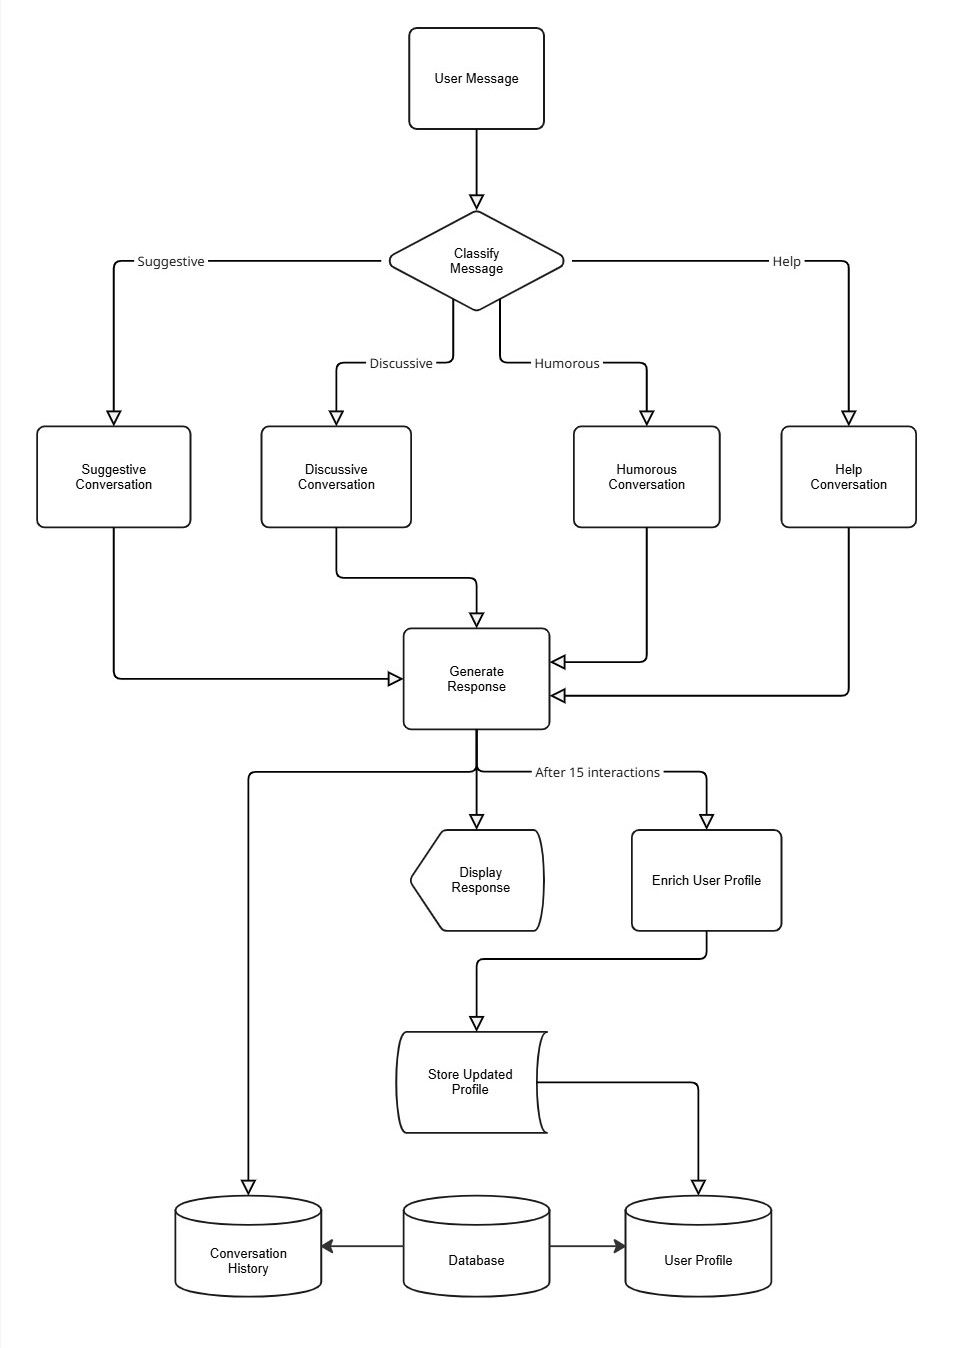 User Message
Classify
Message
Suggestive
Help
Discussive
Humorous
Suggestive
Conversation
Discussive
Conversation
Humorous
Conversation
Help
Conversation
Generate
Response
After 15 interactions
Display
Response
Enrich User Profile
Store Updated
Profile
Conversation
History
Database
User Profile